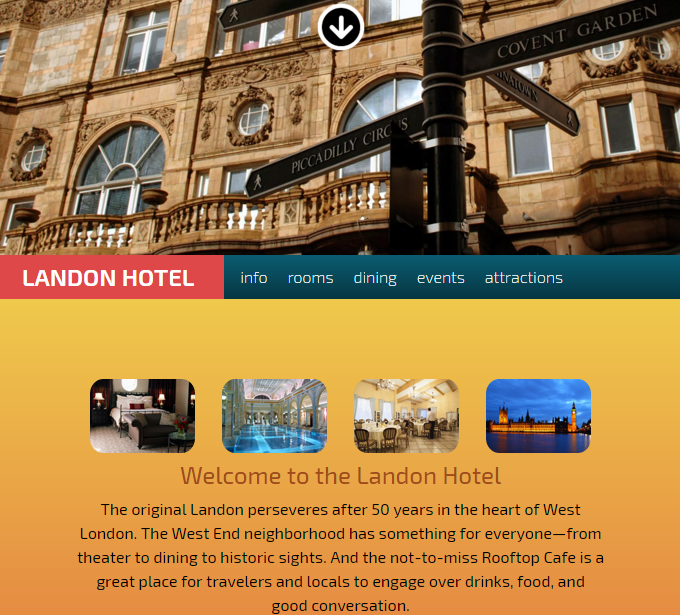 COVENT GARDEN
CHINATOWN
PICCADILLY CIRCUS
LANDON HOTEL
info rooms dining events attractions
Welcome to the Landon Hotel
The original Landon perseveres after 50 years in the heart of West
London. The West End neighborhood has something for everyone—from
theater to dining to historic sights. And the not-to-miss Rooftop Cafe is a
great place for travelers and locals to engage over drinks, food, and
good conversation.